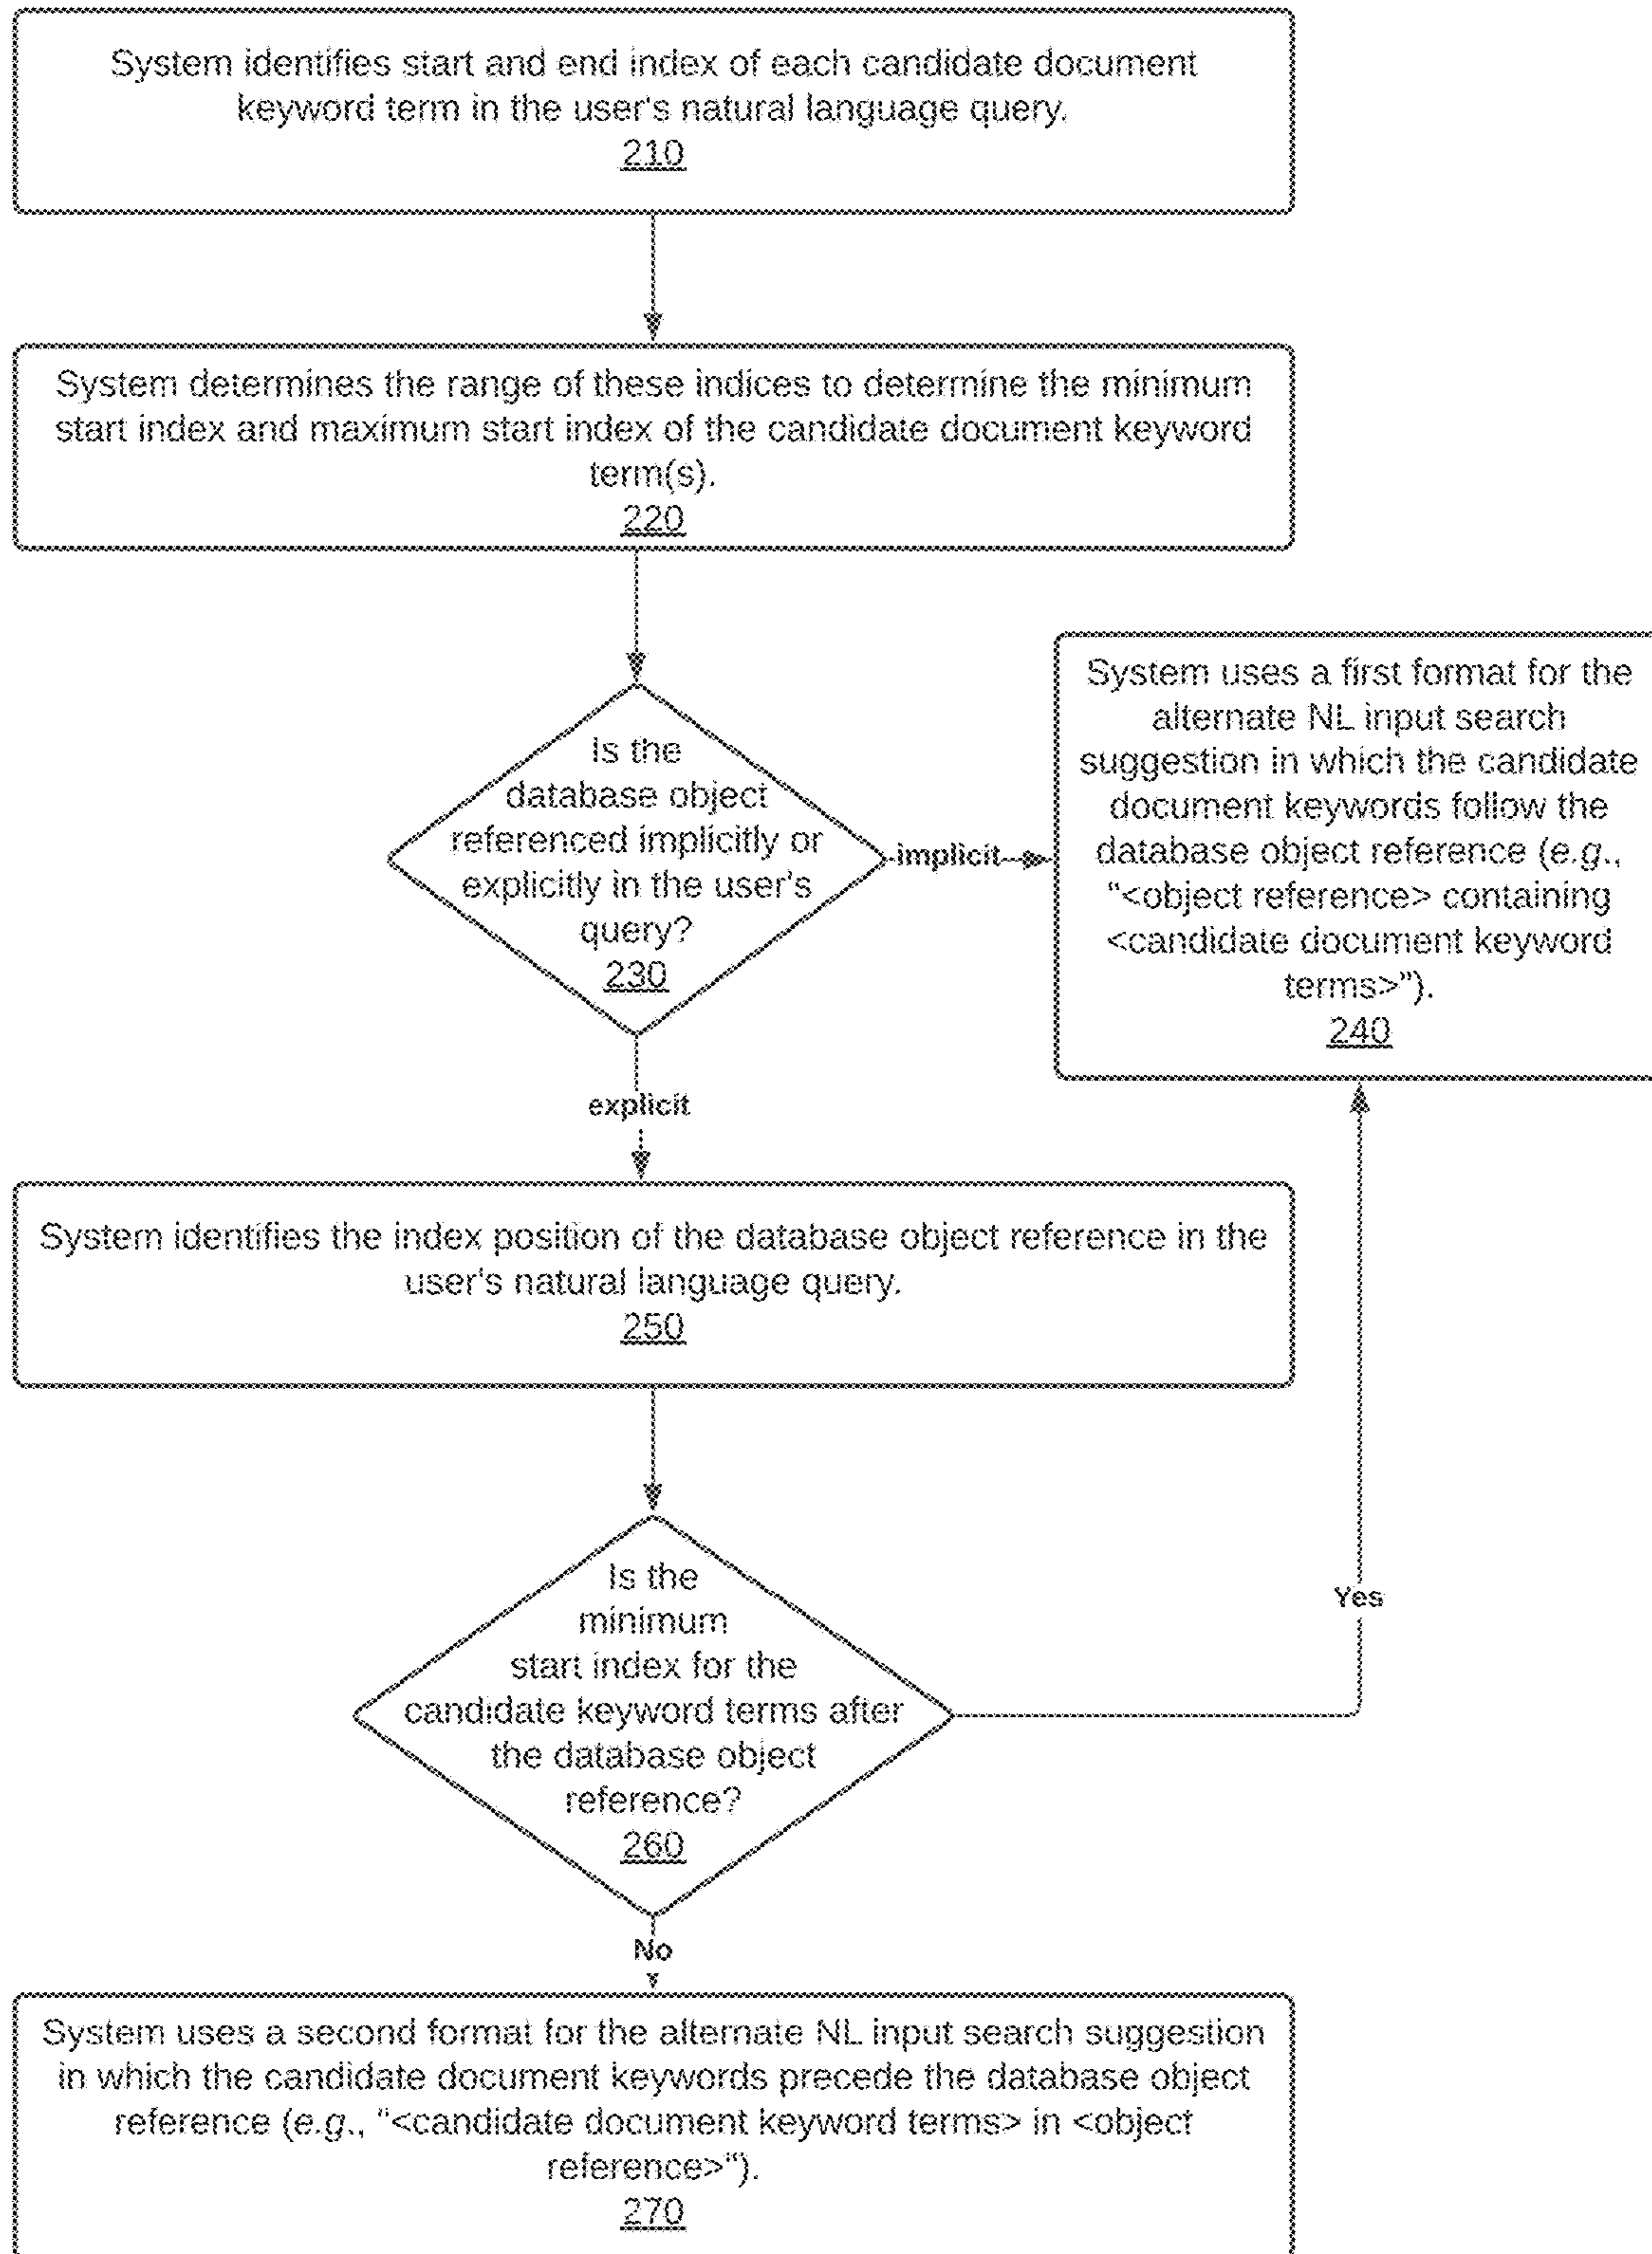 System identifies start and end index of each candidate document
keyword term in the user's natural language query.
210
System determines the range of these indices to determine the minimum
start index and maximum start index of the candidate document keyword
term(s).
220
Is the
database object
referenced implicitly or
explicitly in the user's
query?
230
implicit
System uses a first format for the
alternate NL input search
suggestion in which the candidate
document keywords follow the
database object reference (e.g.,
“<object reference> containing
<candidate document keyword
terms>”).
240
explicit
System identifies the index position of the database object reference in the
user's natural language query.
250
Is the
minimum
start index for the
candidate keyword terms after
the database object
reference?
260
Yes
No
System uses a second format for the alternate NL input search suggestion
in which the candidate document keywords precede the database object
reference (e.g., “<candidate document keyword terms> in <object
reference>“).
270